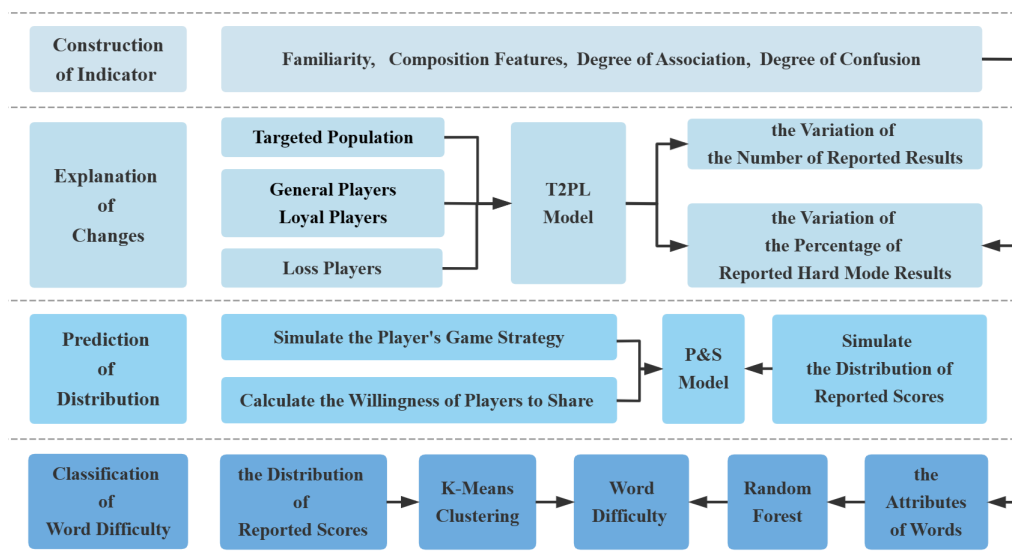 Construction
of Indicator
Familiarity, Composition Features, Degree of Association, Degree of Confusion
Explanation
of
Changes
Targeted Population
General Players
Loyal Players
Loss Players
T2PL
Model
the Variation of
the Number of Reported Results
the Variation of
the Percentage of
Reported Hard Mode Results
Prediction
of
Distribution
Simulate the Player's Game Strategy
Calculate the Willingness of Players to Share
P&S
Model
Simulate
the Distribution of
Reported Scores
Classification
of
Word Difficulty
the Distribution
of
Reported Scores
K-Means
Clustering
Word
Difficulty
Random
Forest
the
Attributes
of Words